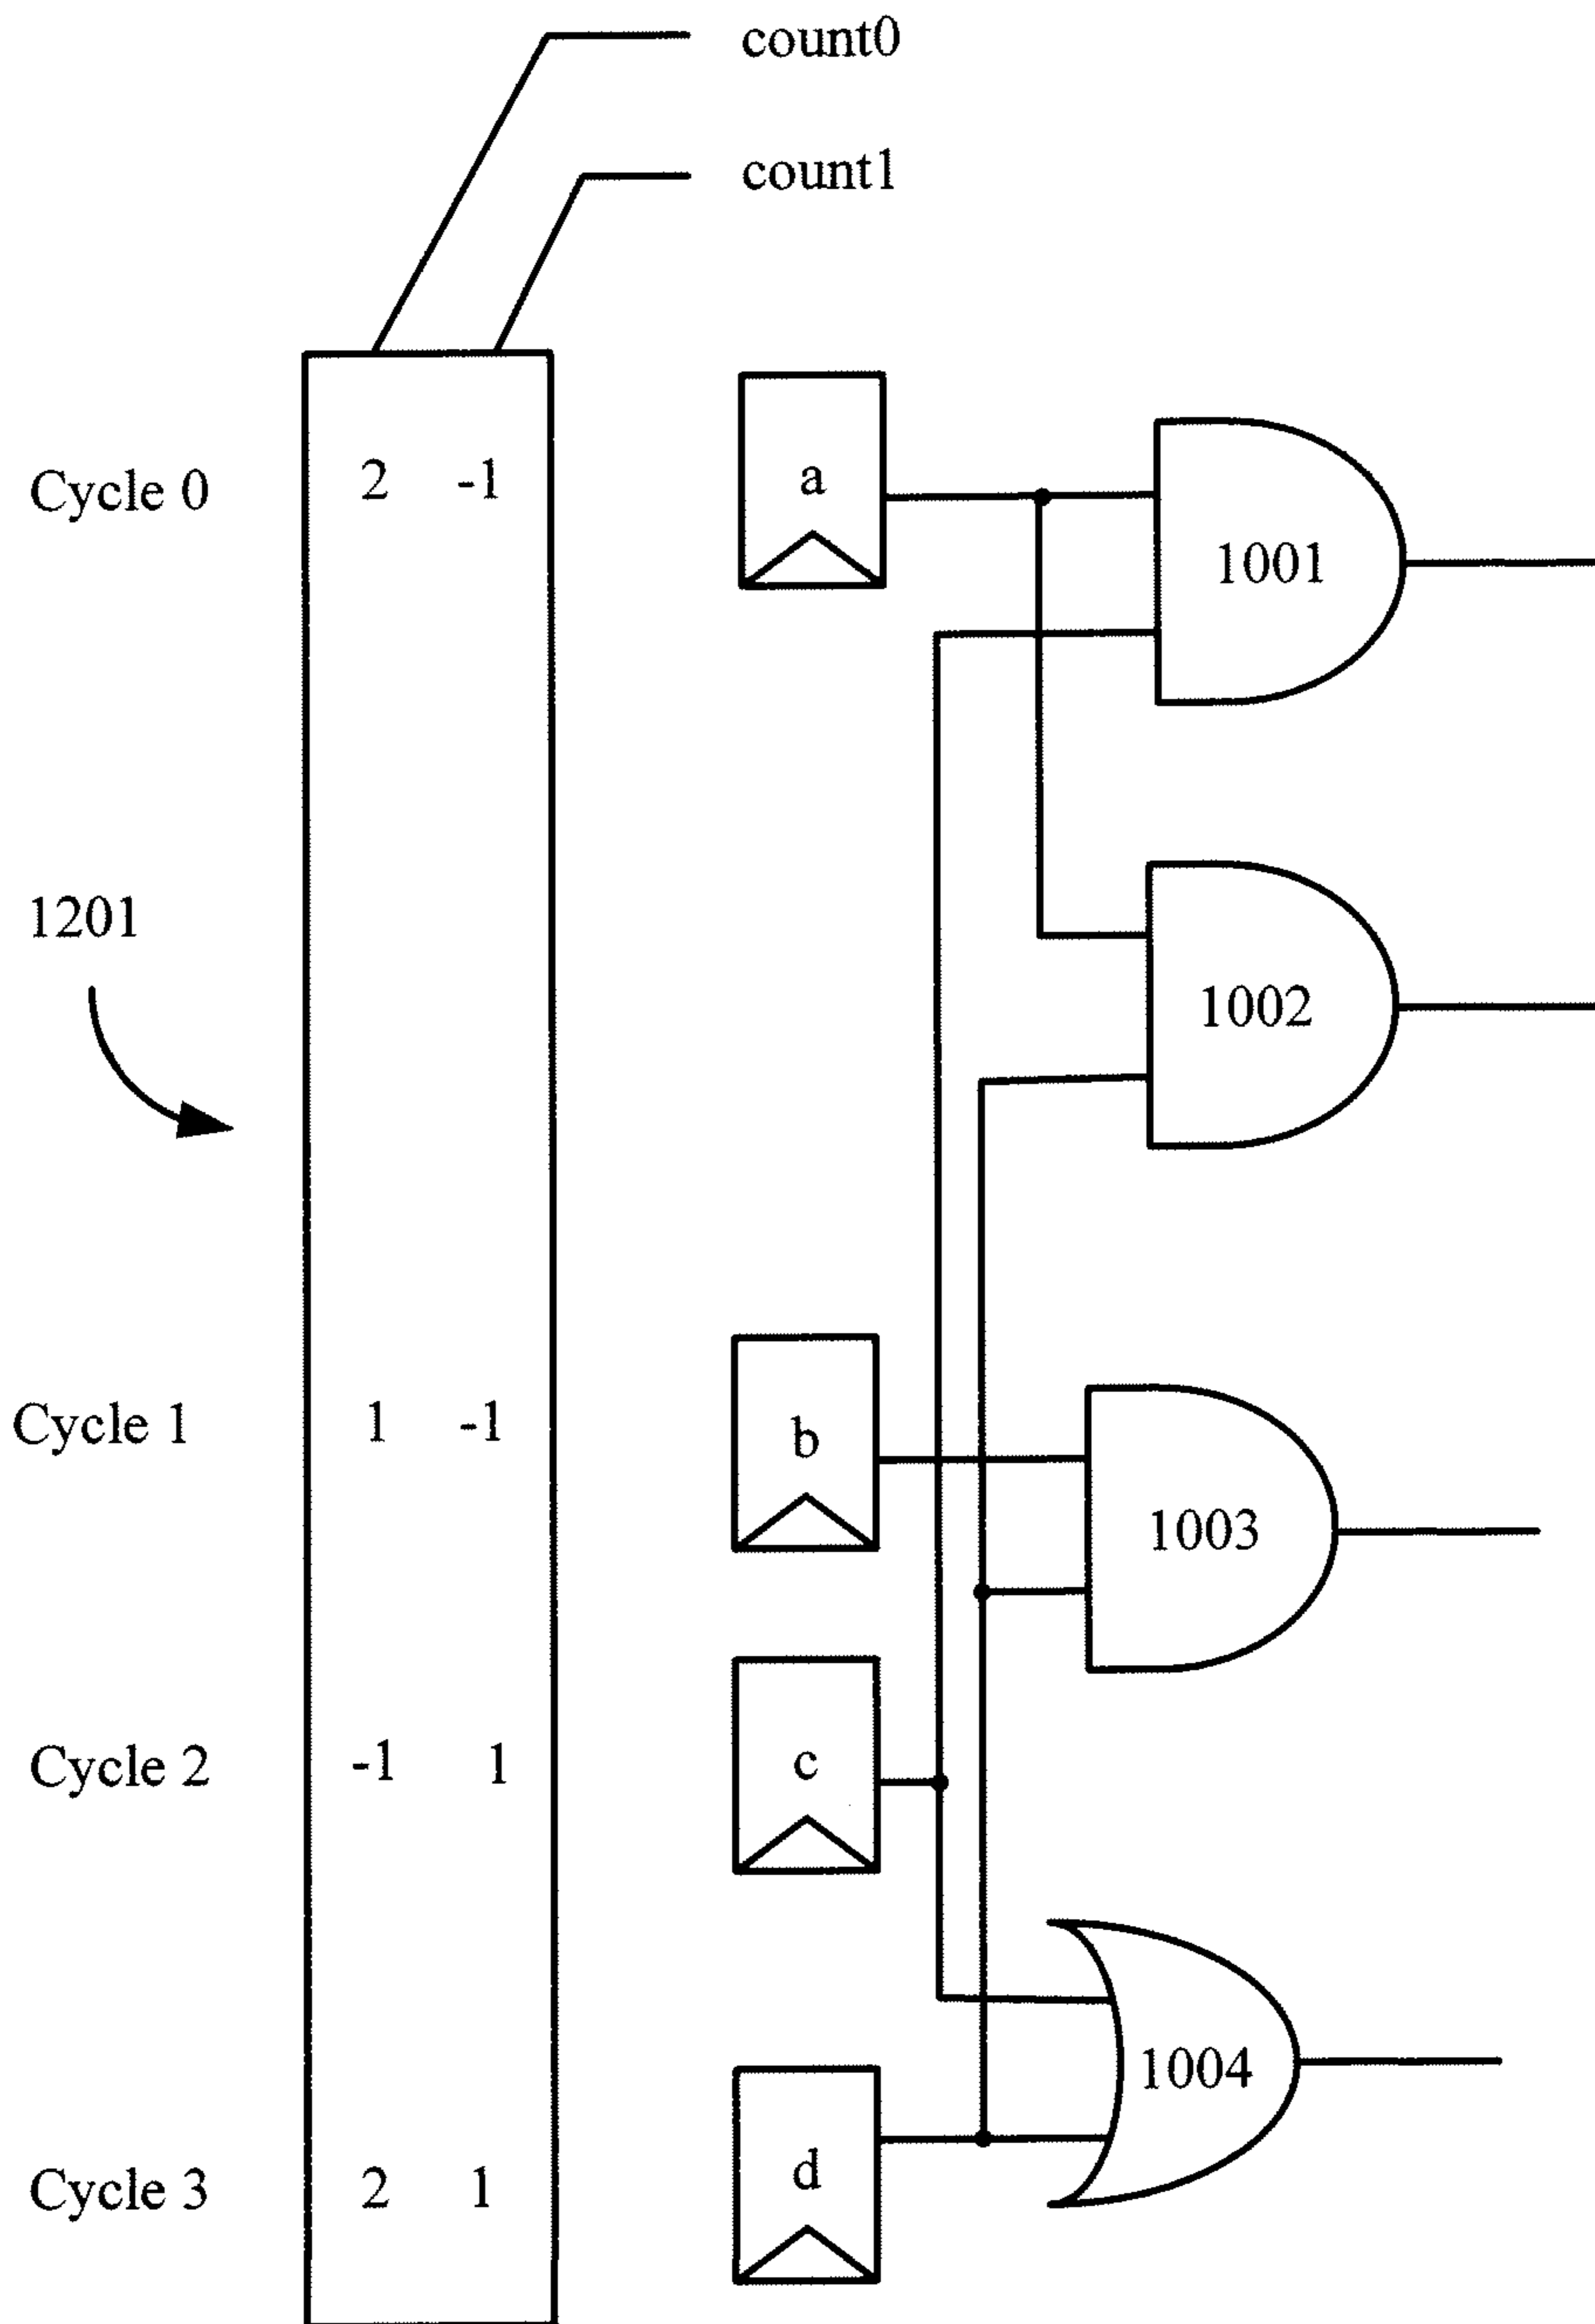 count0
count1
Cycle 0 2 -1 a 1001
1201
1002
Cycle 1 1 -1 b 1003
Cycle 2 -1 1 c
1004
Cycle 3 2 1 d